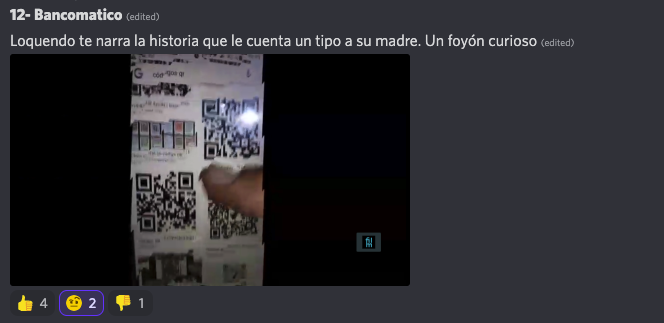 12- Bancomatico (edited)
Loquendo te narra la historia que le cuenta un tipo a su madre. Un foyón curioso (edited)
4
2
1